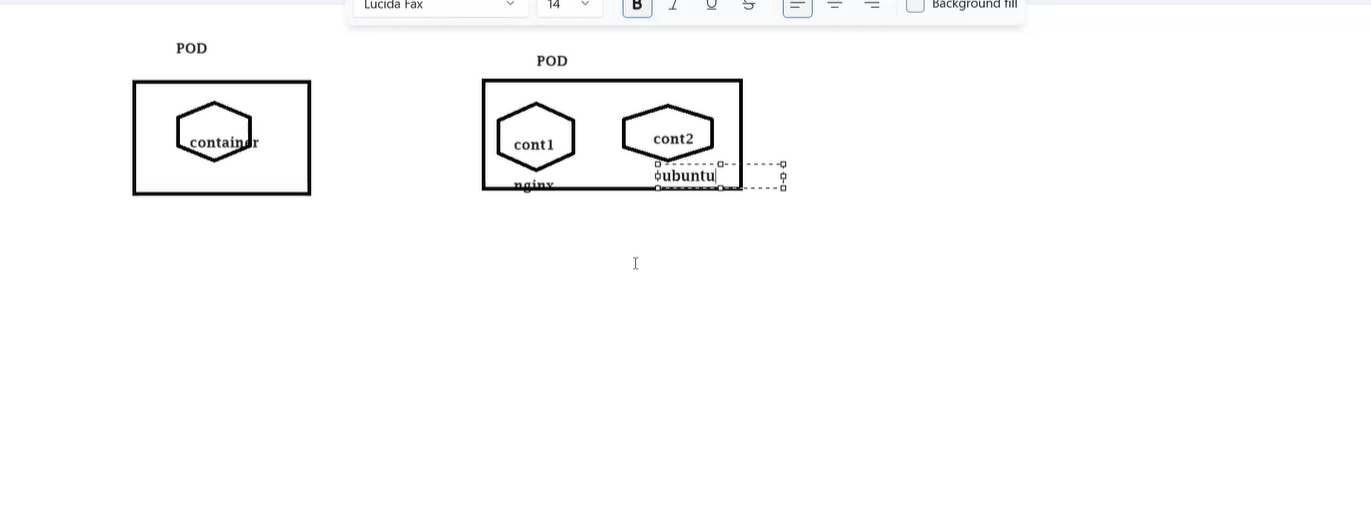 Lucida Fax 14 B I U S Background fill
POD
POD
container
cont1
cont2
nginx
ubuntu